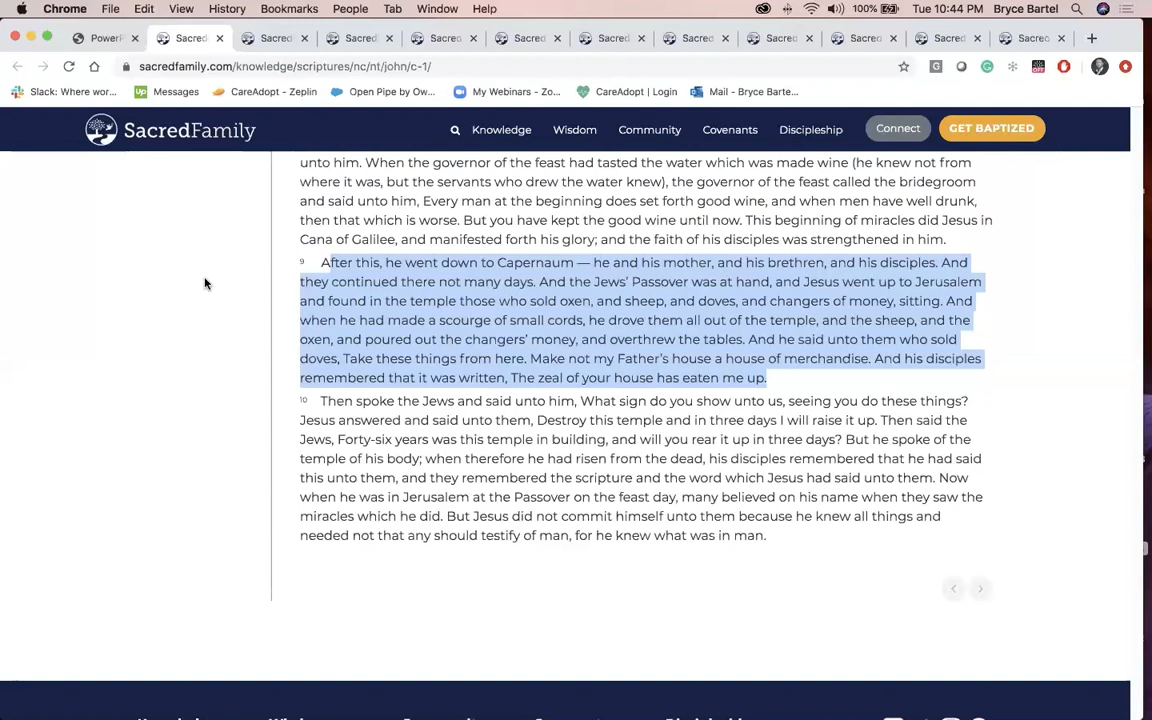 Chrome File Edit View History Bookmarks People Tab Window Help 100% Tue 10:44 PM Bryce Bartel
PowerP Sacred Sacred Sacred Sacred Sacred Sacred Sacred Sacred Sacred Sacred Sacred
sacredfamily.com/knowledge/scriptures/nc/nt/john/c-1/
Slack: Where wor... Up Messages CareAdopt - Zeplin Open Pipe by Ow... My Webinars - Zo... CareAdopt | Login Mail - Bryce Barte...
SacredFamily Knowledge Wisdom Community Covenants Discipleship Connect GET BAPTIZED
unto him. When the governor of the feast had tasted the water which was made wine (he knew not from
where it was, but the servants who drew the water knew), the governor of the feast called the bridegroom
and said unto him, Every man at the beginning does set forth good wine, and when men have well drunk,
then that which is worse. But you have kept the good wine until now. This beginning of miracles did Jesus in
Cana of Galilee, and manifested forth his glory; and the faith of his disciples was strengthened in him.
9 After this, he went down to Capernaum — he and his mother, and his brethren, and his disciples. And
they continued there not many days. And the Jews' Passover was at hand, and Jesus went up to Jerusalem
and found in the temple those who sold oxen, and sheep, and doves, and changers of money, sitting. And
when he had made a scourge of small cords, he drove them all out of the temple, and the sheep, and the
oxen, and poured out the changers' money, and overthrew the tables. And he said unto them who sold
doves, Take these things from here. Make not my Father's house a house of merchandise. And his disciples
remembered that it was written, The zeal of your house has eaten me up.
10 Then spoke the Jews and said unto him, What sign do you show unto us, seeing you do these things?
Jesus answered and said unto them, Destroy this temple and in three days I will raise it up. Then said the
Jews, Forty-six years was this temple in building, and will you rear it up in three days? But he spoke of the
temple of his body; when therefore he had risen from the dead, his disciples remembered that he had said
this unto them, and they remembered the scripture and the word which Jesus had said unto them. Now
when he was in Jerusalem at the Passover on the feast day, many believed on his name when they saw the
miracles which he did. But Jesus did not commit himself unto them because he knew all things and
needed not that any should testify of man, for he knew what was in man.